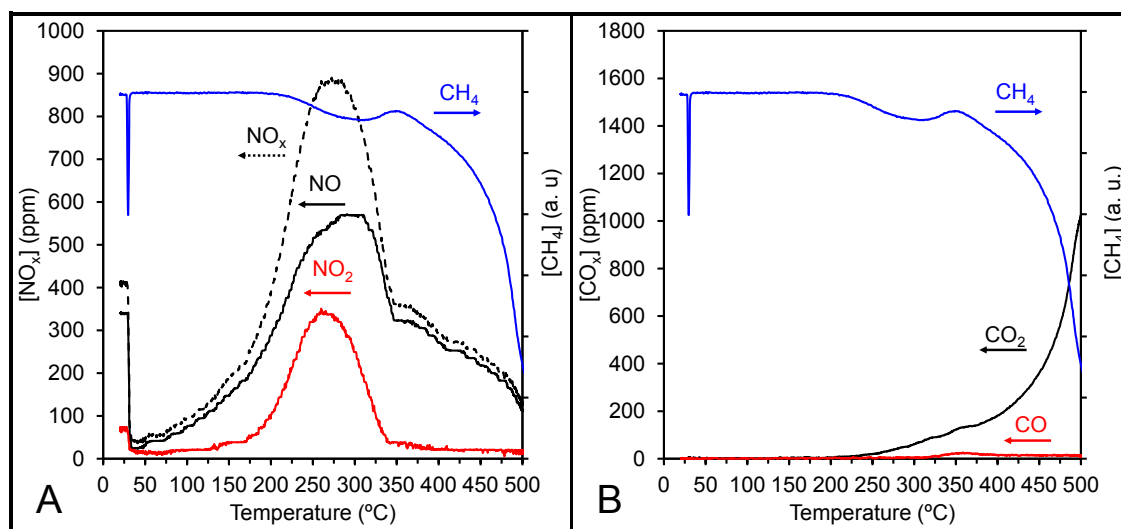 1000
900
800
700
600
500
400
300
200
100
0
[NOx] (ppm)
0 50 100 150 200 250 300 350 400 450 500
Temperature (ºC)
[CH4] (a. u)
CH4
NOx
NO
NO2
A
1800
1600
1400
1200
1000
800
600
400
200
0
[COx] (ppm)
0 50 100 150 200 250 300 350 400 450 500
Temperature (ºC)
[CH4] (a. u.)
CH4
CO2
CO
B